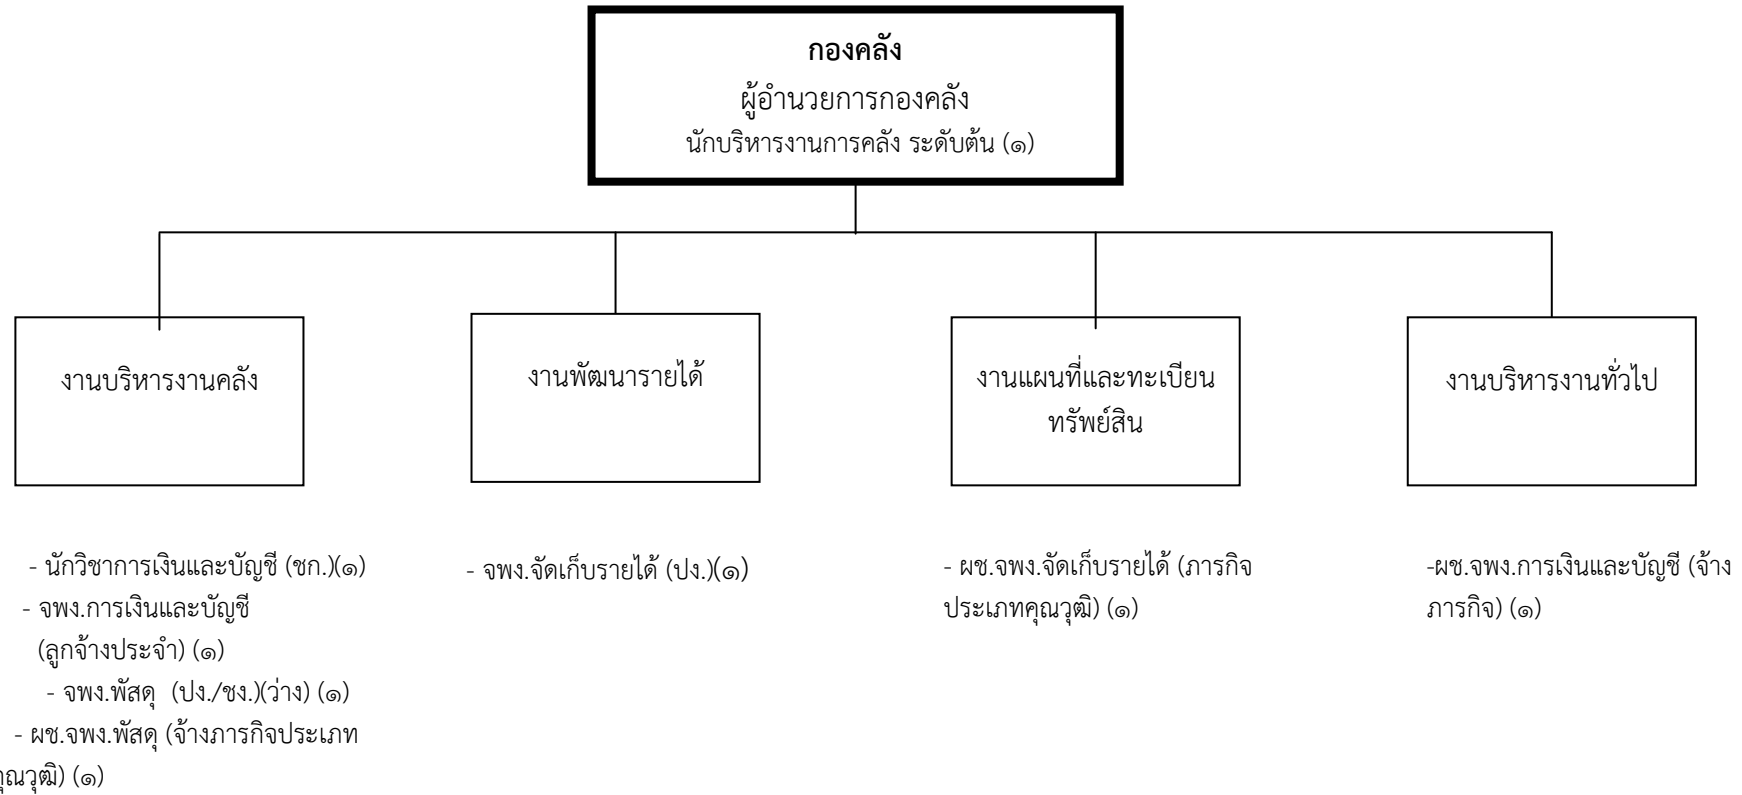 กองคลัง
ผู้อำนวยการกองคลัง
นักบริหารงานการคลัง ระดับต้น (๑)
งานบริหารงานคลัง
งานพัฒนารายได้
งานแผนที่และทะเบียน
ทรัพย์สิน
งานบริหารงานทั่วไป
- นักวิชาการเงินและบัญชี (ชก.)(๑)
- จพง.การเงินและบัญชี
(ลูกจ้างประจำ) (๑)
- จพง.พัสดุ (ปง./ชง.)(ว่าง) (๑)
- ผช.จพง.พัสดุ (จ้างภารกิจประเภท
คุณวุฒิ) (๑)
- จพง.จัดเก็บรายได้ (ปง.)(๑)
- ผช.จพง.จัดเก็บรายได้ (ภารกิจ
ประเภทคุณวุฒิ) (๑)
-ผช.จพง.การเงินและบัญชี (จ้าง
ภารกิจ) (๑)